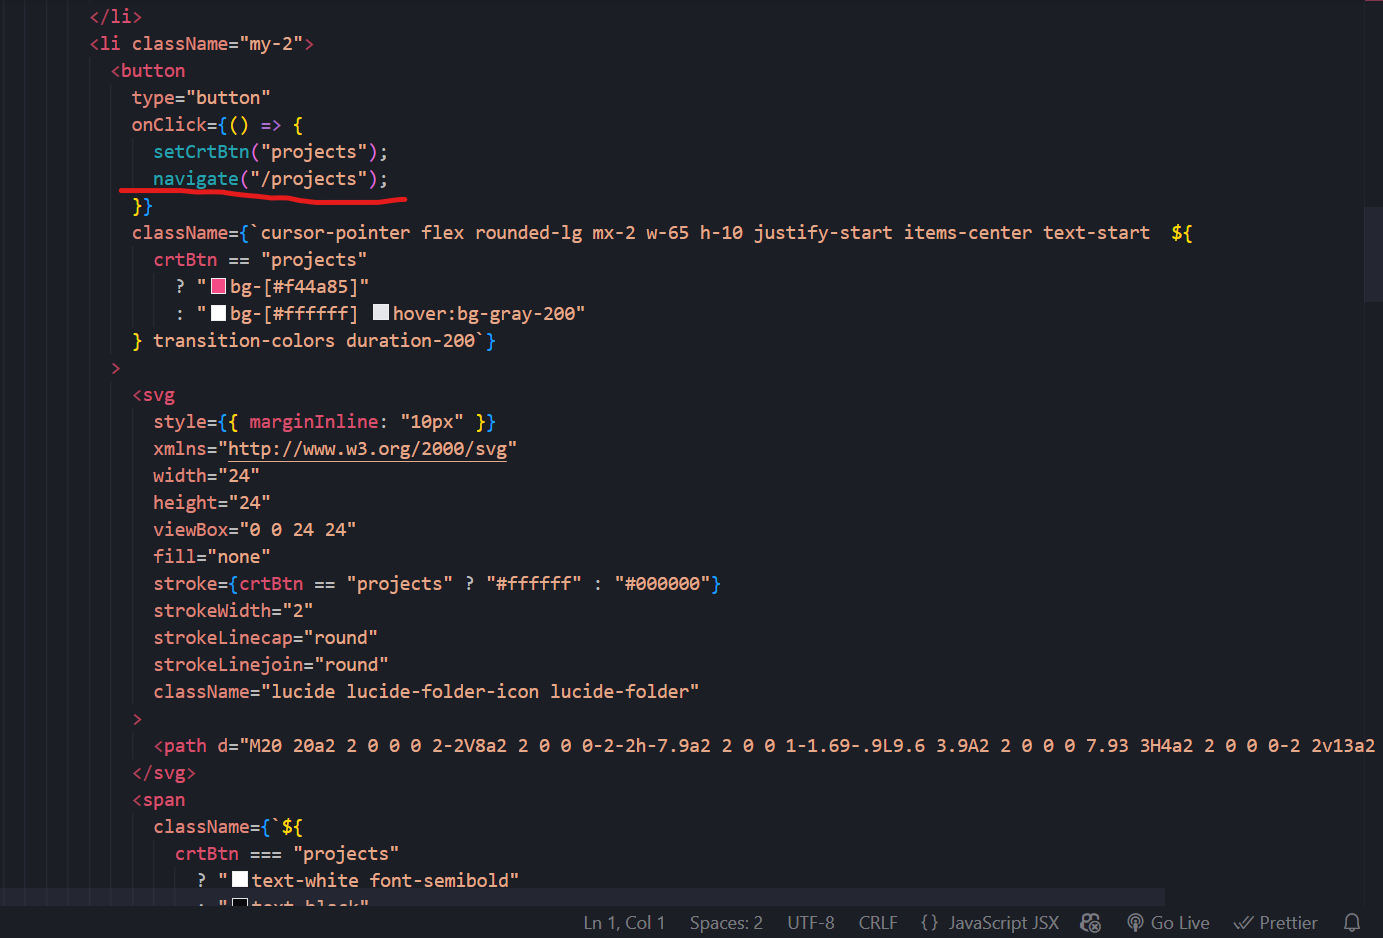 </li>
<li className="my-2">
<button
type="button"
onClick={() => {
setCrtBtn("projects");
navigate("/projects");
}}
className={`cursor-pointer flex rounded-lg mx-2 w-65 h-10 justify-start items-center text-start  ${
crtBtn == "projects"
? "bg-[#f44a85]"
: "bg-[#ffffff] hover:bg-gray-200"
} transition-colors duration-200`}
>
<svg
style={{ marginInline: "10px" }}
xmlns="http://www.w3.org/2000/svg"
width="24"
height="24"
viewBox="0 0 24 24"
fill="none"
stroke={crtBtn == "projects" ? "#ffffff" : "#000000"}
strokeWidth="2"
strokeLinecap="round"
strokeLinejoin="round"
className="lucide lucide-folder-icon lucide-folder"
>
<path d="M20 20a2 2 0 0 0 2-2V8a2 2 0 0 0-2-2h-7.9a2 2 0 0 1-1.69-.9L9.6 3.9A2 2 0 0 0 7.93 3H4a2 2 0 0 0-2 2v13a2
</svg>
<span
className={`${
crtBtn === "projects"
? "text-white font-semibold"
: "text-black"
Ln 1, Col 1 Spaces: 2 UTF-8 CRLF {} JavaScript JSX Go Live Prettier